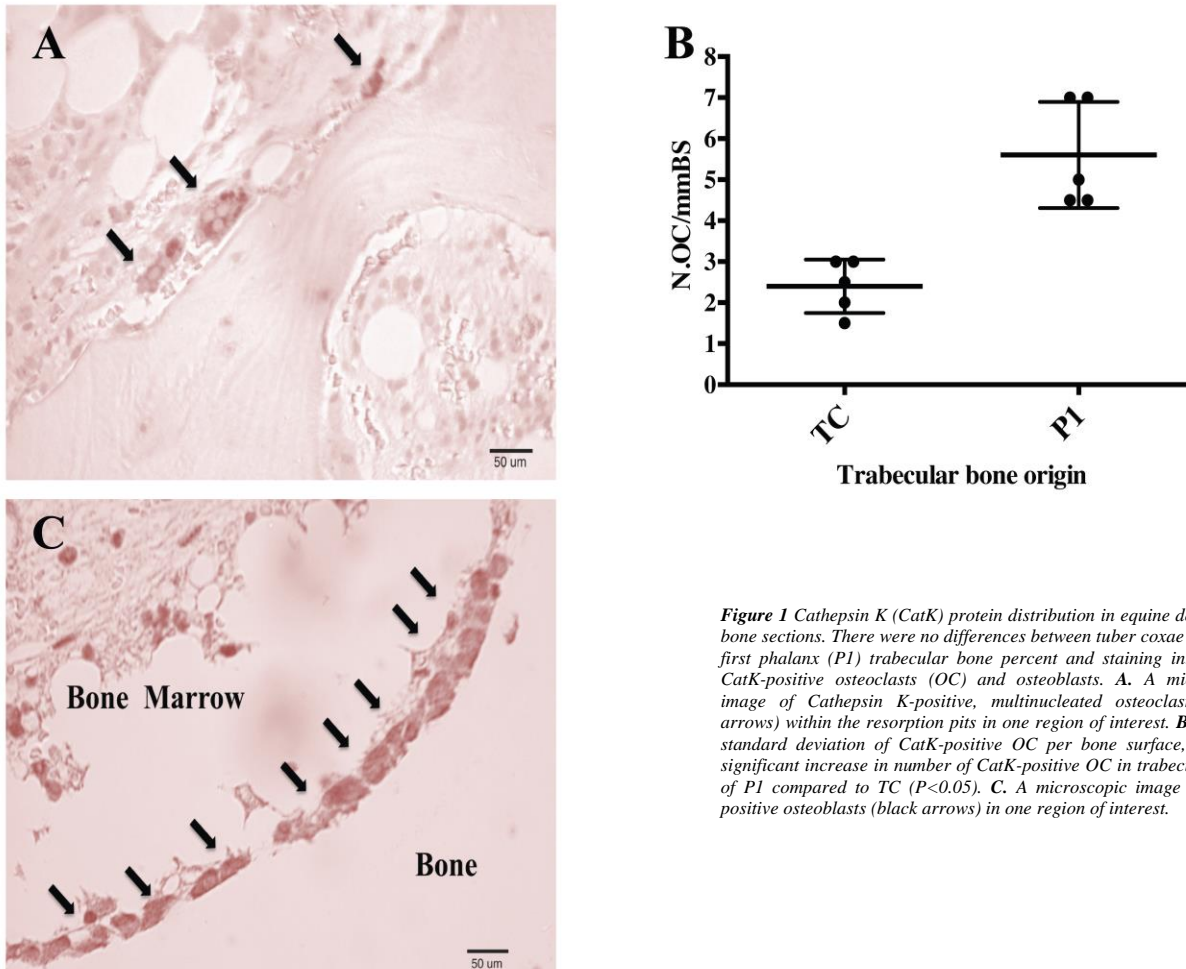 A
50 um
B
8
7
6
5
4
3
2
1
0
N.OC/mmBS
TC
P1
Trabecular bone origin
C
Bone Marrow
Bone
50 um
Figure 1 Cathepsin K (CatK) protein distribution in equine
bone sections. There were no differences between tuber coxae
first phalanx (P1) trabecular bone percent and staining
CatK-positive osteoclasts (OC) and osteoblasts. A. A
image of Cathepsin K-positive, multinucleated
arrows) within the resorption pits in one region of interest.
standard deviation of CatK-positive OC per bone surface,
significant increase in number of CatK-positive OC in
of P1 compared to TC (P<0.05). C. A microscopic image
positive osteoblasts (black arrows) in one region of interest.